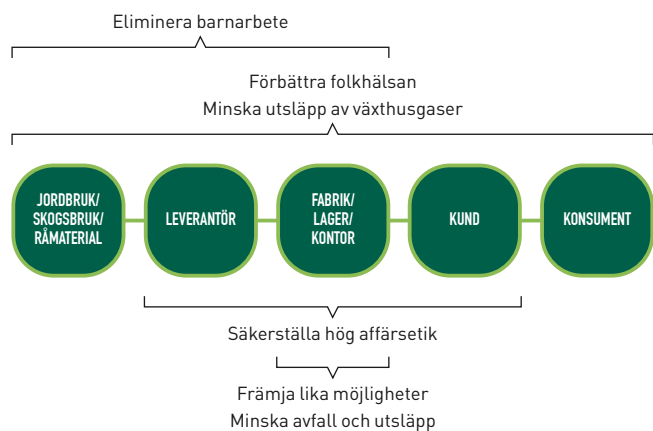 Eliminera barnarbete
Förbättra folkhälsan
Minska utsläpp av växthusgaser
JORDBRUK/
SKOGSBRUK/
RÅMATERIAL
LEVERANTÖR
FABRIK/
LAGER/
KONTOR
KUND
KONSUMENT
Säkerställa hög affärsetik
Främja lika möjligheter
Minska avfall och utsläpp